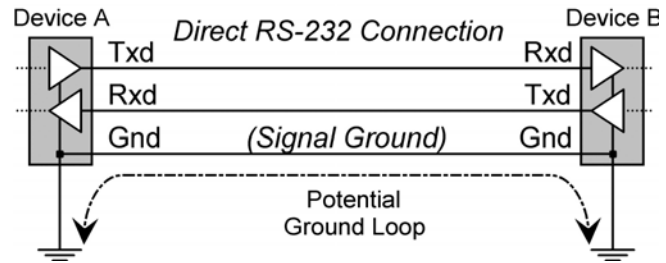 Device A
Direct RS-232 Connection
Device B
Txd
Rxd
Rxd
Txd
Gnd
(Signal Ground)
Gnd
Potential
Ground Loop